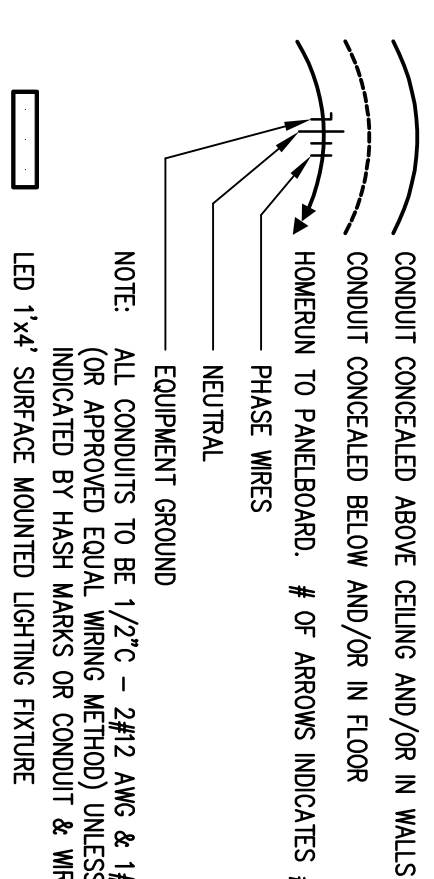 CONDUIT CONCEALED ABOVE CEILING AND/OR IN WALLS
CONDUIT CONCEALED BELOW AND/OR IN FLOOR
HOMERUN TO PANELBOARD. # OF ARROWS INDICATES
PHASE WIRES
NEUTRAL
EQUIPMENT GROUND
NOTE: ALL CONDUITS TO BE 1/2"C - 2#12 AWG & 1#
(OR APPROVED EQUAL WIRING METHOD) UNLESS
INDICATED BY HASH MARKS OR CONDUIT & WIR
LED 1'x4' SURFACE MOUNTED LIGHTING FIXTURE